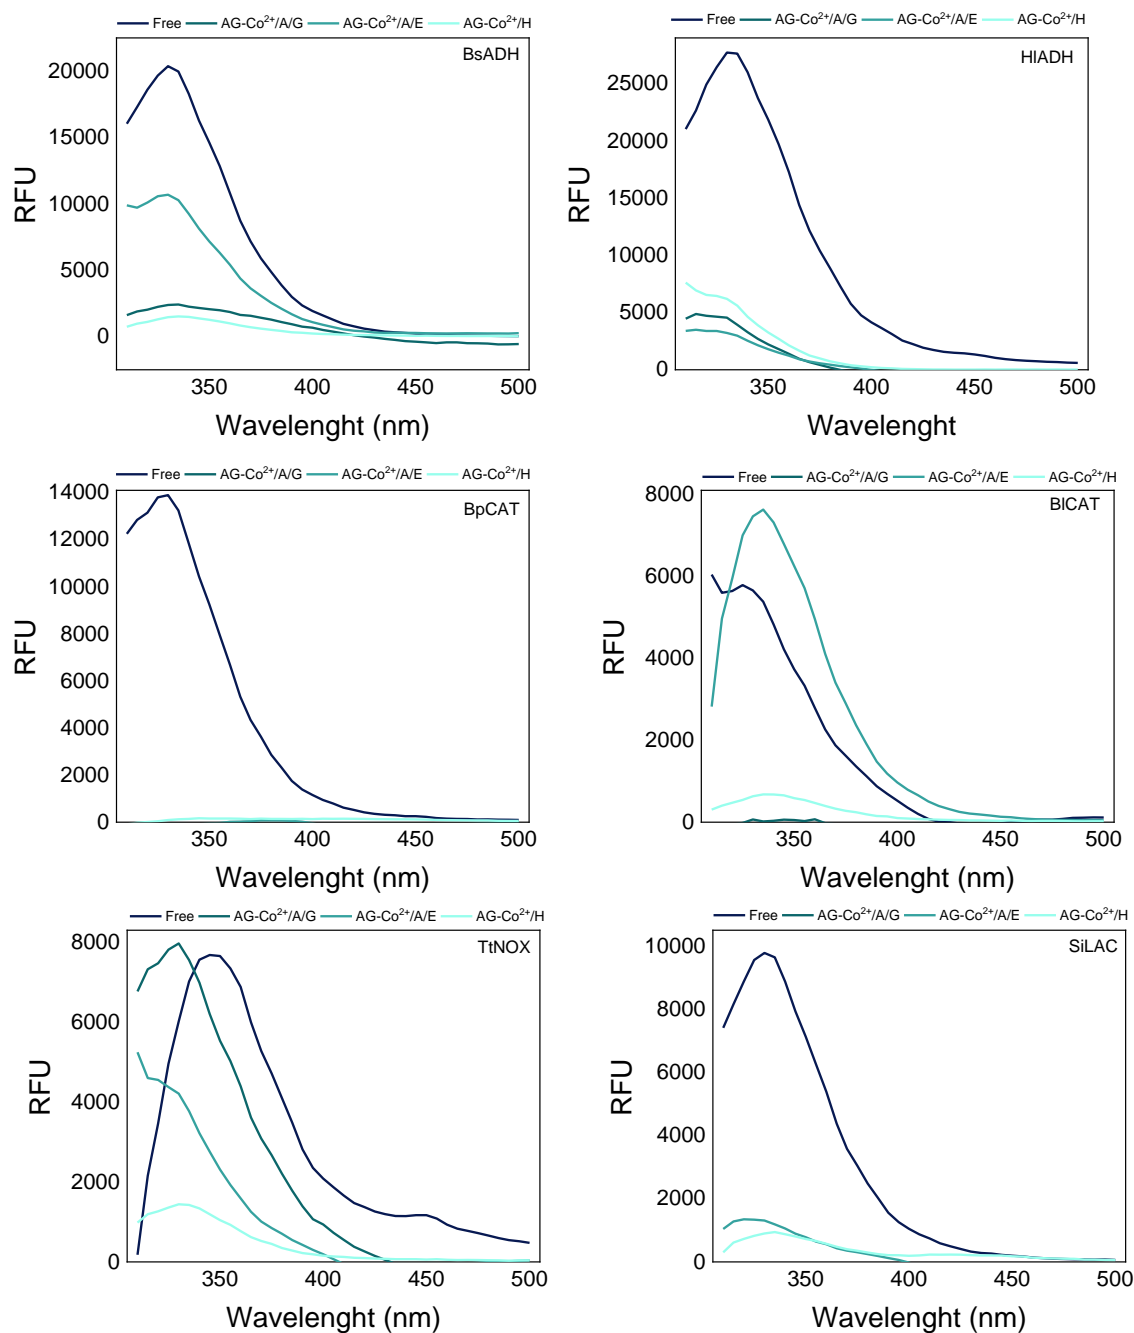 Free AG-Co²⁺/A/G AG-Co²⁺/A/E AG-Co²⁺/H
BsADH
20000
15000
10000
5000
0
RFU
350 400 450 500
Wavelenght (nm)
Free AG-Co²⁺/A/G AG-Co²⁺/A/E AG-Co²⁺/H
HlADH
25000
20000
15000
10000
5000
0
RFU
350 400 450 500
Wavelenght
Free AG-Co²⁺/A/G AG-Co²⁺/A/E AG-Co²⁺/H
BpCAT
14000
12000
10000
8000
6000
4000
2000
0
RFU
350 400 450 500
Wavelenght (nm)
Free AG-Co²⁺/A/G AG-Co²⁺/A/E AG-Co²⁺/H
BlCAT
8000
6000
4000
2000
0
RFU
350 400 450 500
Wavelenght (nm)
Free AG-Co²⁺/A/G AG-Co²⁺/A/E AG-Co²⁺/H
TtNOX
8000
6000
4000
2000
0
RFU
350 400 450 500
Wavelenght (nm)
Free AG-Co²⁺/A/G AG-Co²⁺/A/E AG-Co²⁺/H
SiLAC
10000
8000
6000
4000
2000
0
RFU
350 400 450 500
Wavelenght (nm)